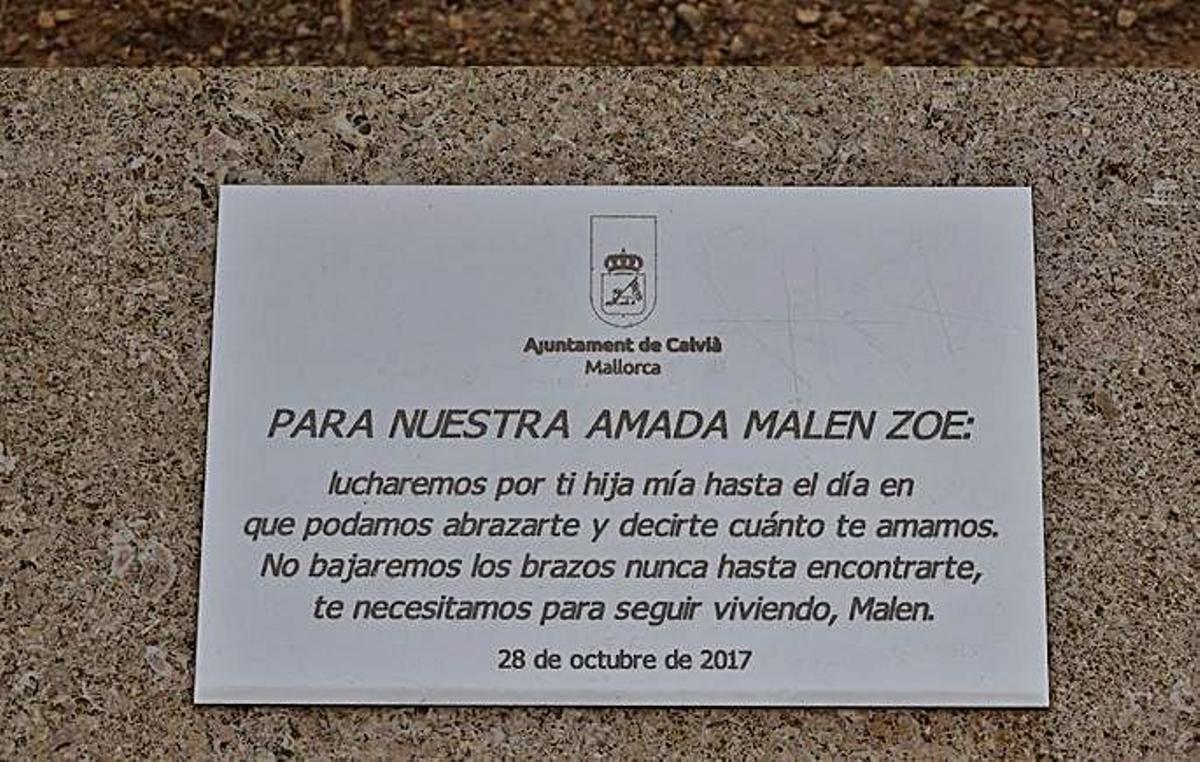 Ajuntament de Calvià
Mallorca
PARA NUESTRA AMADA MALEN ZOE:
lucharemos por ti hija mía hasta el día en
que podamos abrazarte y decirte cuánto te amamos.
No bajaremos los brazos nunca hasta encontrarte,
te necesitamos para seguir viviendo, Malen.
28 de octubre de 2017